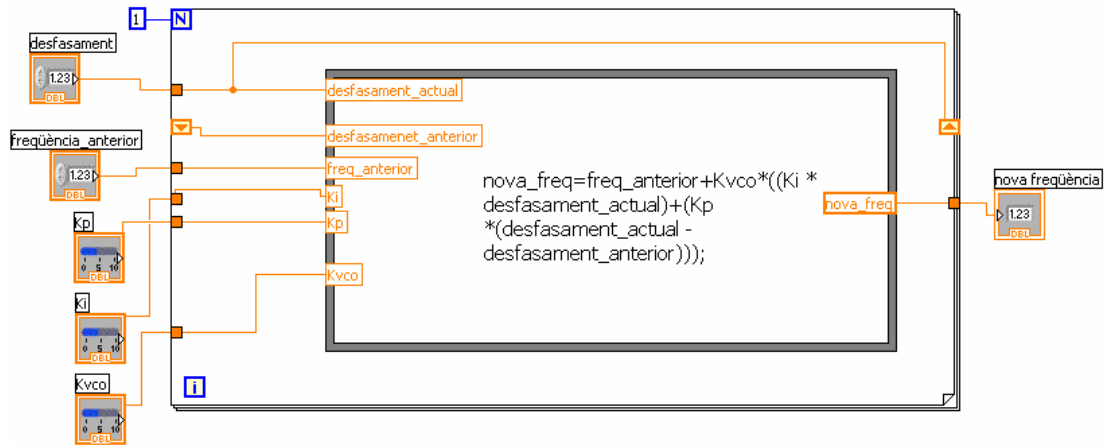 1
N
desfasament
1.23
DBL
desfasament_actual
desfasamenet_anterior
freqüència_anterior
1.23
DBL
freq_anterior
Ki
Kp
Kvco
nova_freq=freq_anterior+Kvco*((Ki *
desfasament_actual)+(Kp
*(desfasament_actual -
desfasament_anterior)));
nova_freq
nova freqüència
1.23
DBL
Kp
0 5 10
DBL
Ki
0 5 10
DBL
Kvco
0 5 10
DBL
i